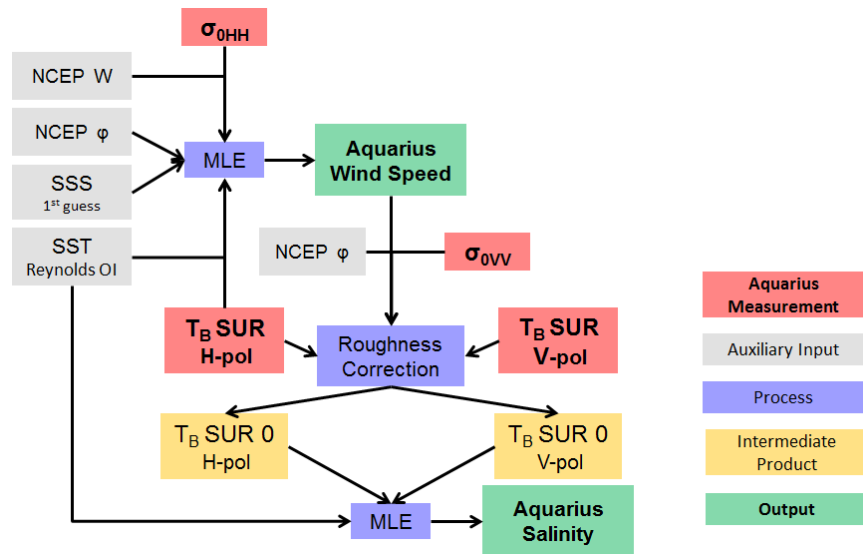 σ0HH
NCEP W
NCEP φ
MLE
Aquarius
Wind Speed
SSS
1st guess
SST
Reynolds OI
NCEP φ
σ0VV
TB SUR
H-pol
Roughness
Correction
TB SUR
V-pol
TB SUR 0
H-pol
TB SUR 0
V-pol
MLE
Aquarius
Salinity
Aquarius
Measurement
Auxiliary Input
Process
Intermediate
Product
Output